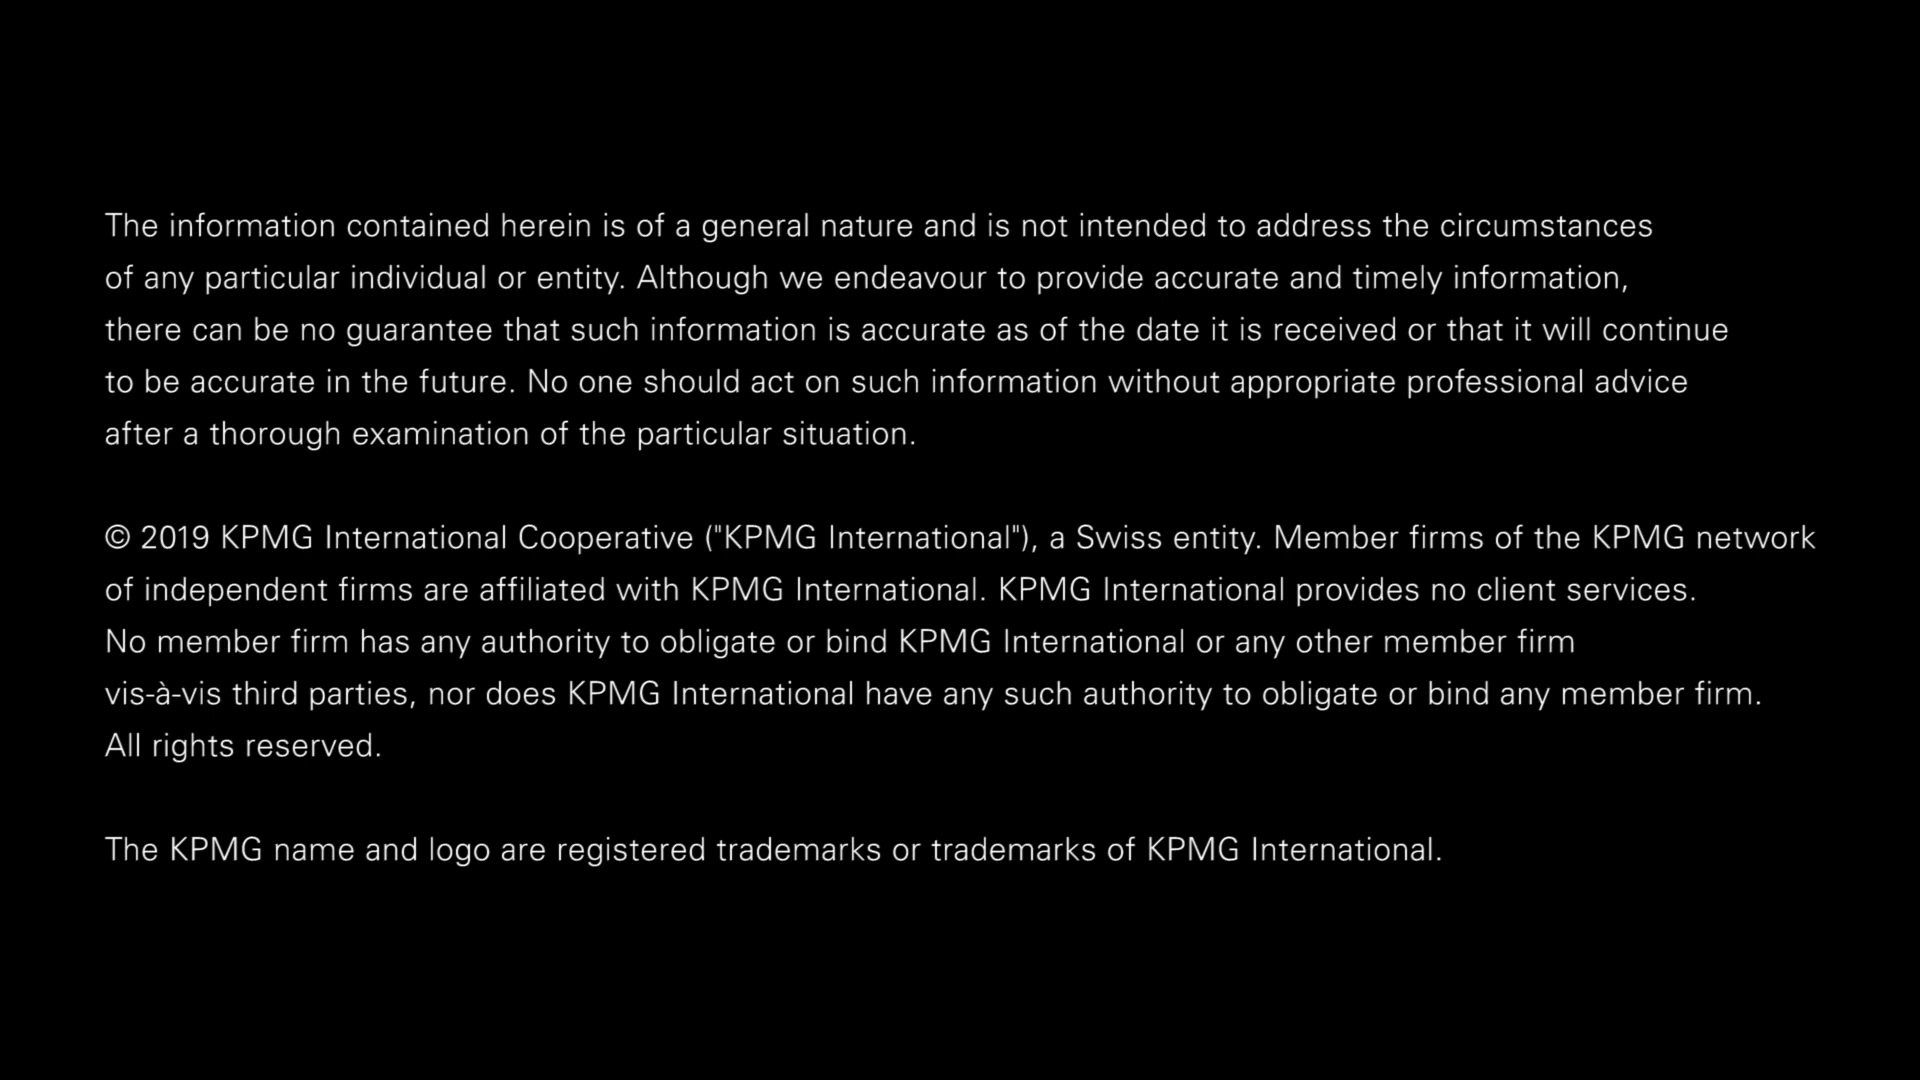 The information contained herein is of a general nature and is not intended to address the circumstances
of any particular individual or entity. Although we endeavour to provide accurate and timely information,
there can be no guarantee that such information is accurate as of the date it is received or that it will continue
to be accurate in the future. No one should act on such information without appropriate professional advice
after a thorough examination of the particular situation.
© 2019 KPMG International Cooperative ("KPMG International"), a Swiss entity. Member firms of the KPMG network
of independent firms are affiliated with KPMG International. KPMG International provides no client services.
No member firm has any authority to obligate or bind KPMG International or any other member firm
vis-à-vis third parties, nor does KPMG International have any such authority to obligate or bind any member firm.
All rights reserved.
The KPMG name and logo are registered trademarks or trademarks of KPMG International.